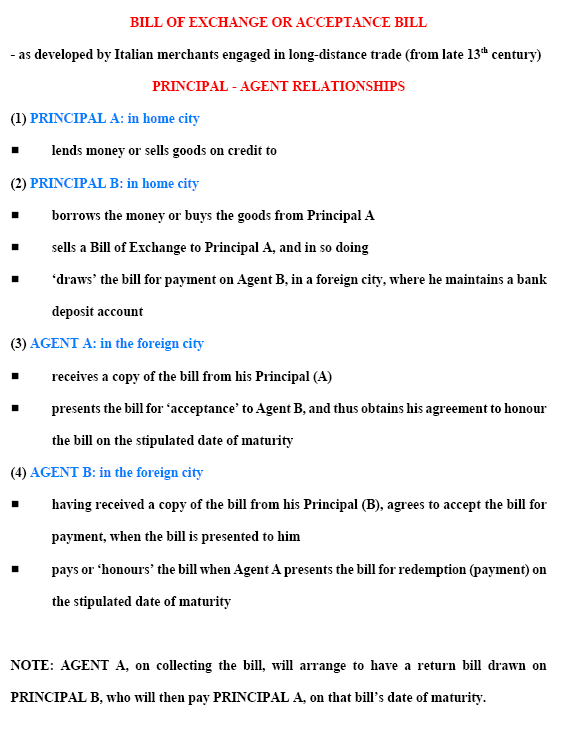 BILL OF EXCHANGE OR ACCEPTANCE BILL
- as developed by Italian merchants engaged in long-distance trade (from late 13th century)
PRINCIPAL - AGENT RELATIONSHIPS
(1) PRINCIPAL A: in home city
▪ lends money or sells goods on credit to
(2) PRINCIPAL B: in home city
▪ borrows the money or buys the goods from Principal A
▪ sells a Bill of Exchange to Principal A, and in so doing
▪ ‘draws’ the bill for payment on Agent B, in a foreign city, where he maintains a bank
deposit account
(3) AGENT A: in the foreign city
▪ receives a copy of the bill from his Principal (A)
▪ presents the bill for ‘acceptance’ to Agent B, and thus obtains his agreement to honour
the bill on the stipulated date of maturity
(4) AGENT B: in the foreign city
▪ having received a copy of the bill from his Principal (B), agrees to accept the bill for
payment, when the bill is presented to him
▪ pays or ‘honours’ the bill when Agent A presents the bill for redemption (payment) on
the stipulated date of maturity
NOTE: AGENT A, on collecting the bill, will arrange to have a return bill drawn on
PRINCIPAL B, who will then pay PRINCIPAL A, on that bill’s date of maturity.